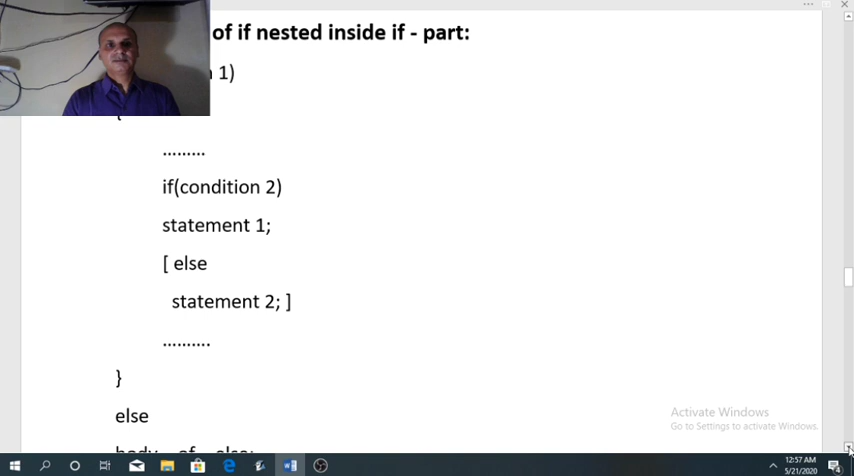 of if nested inside if - part:
1)
{
.........
if(condition 2)
statement 1;
[ else
statement 2; ]
..........
}
else
Activate Windows
Go to Settings to activate Windows.
12:57 AM
5/21/2020